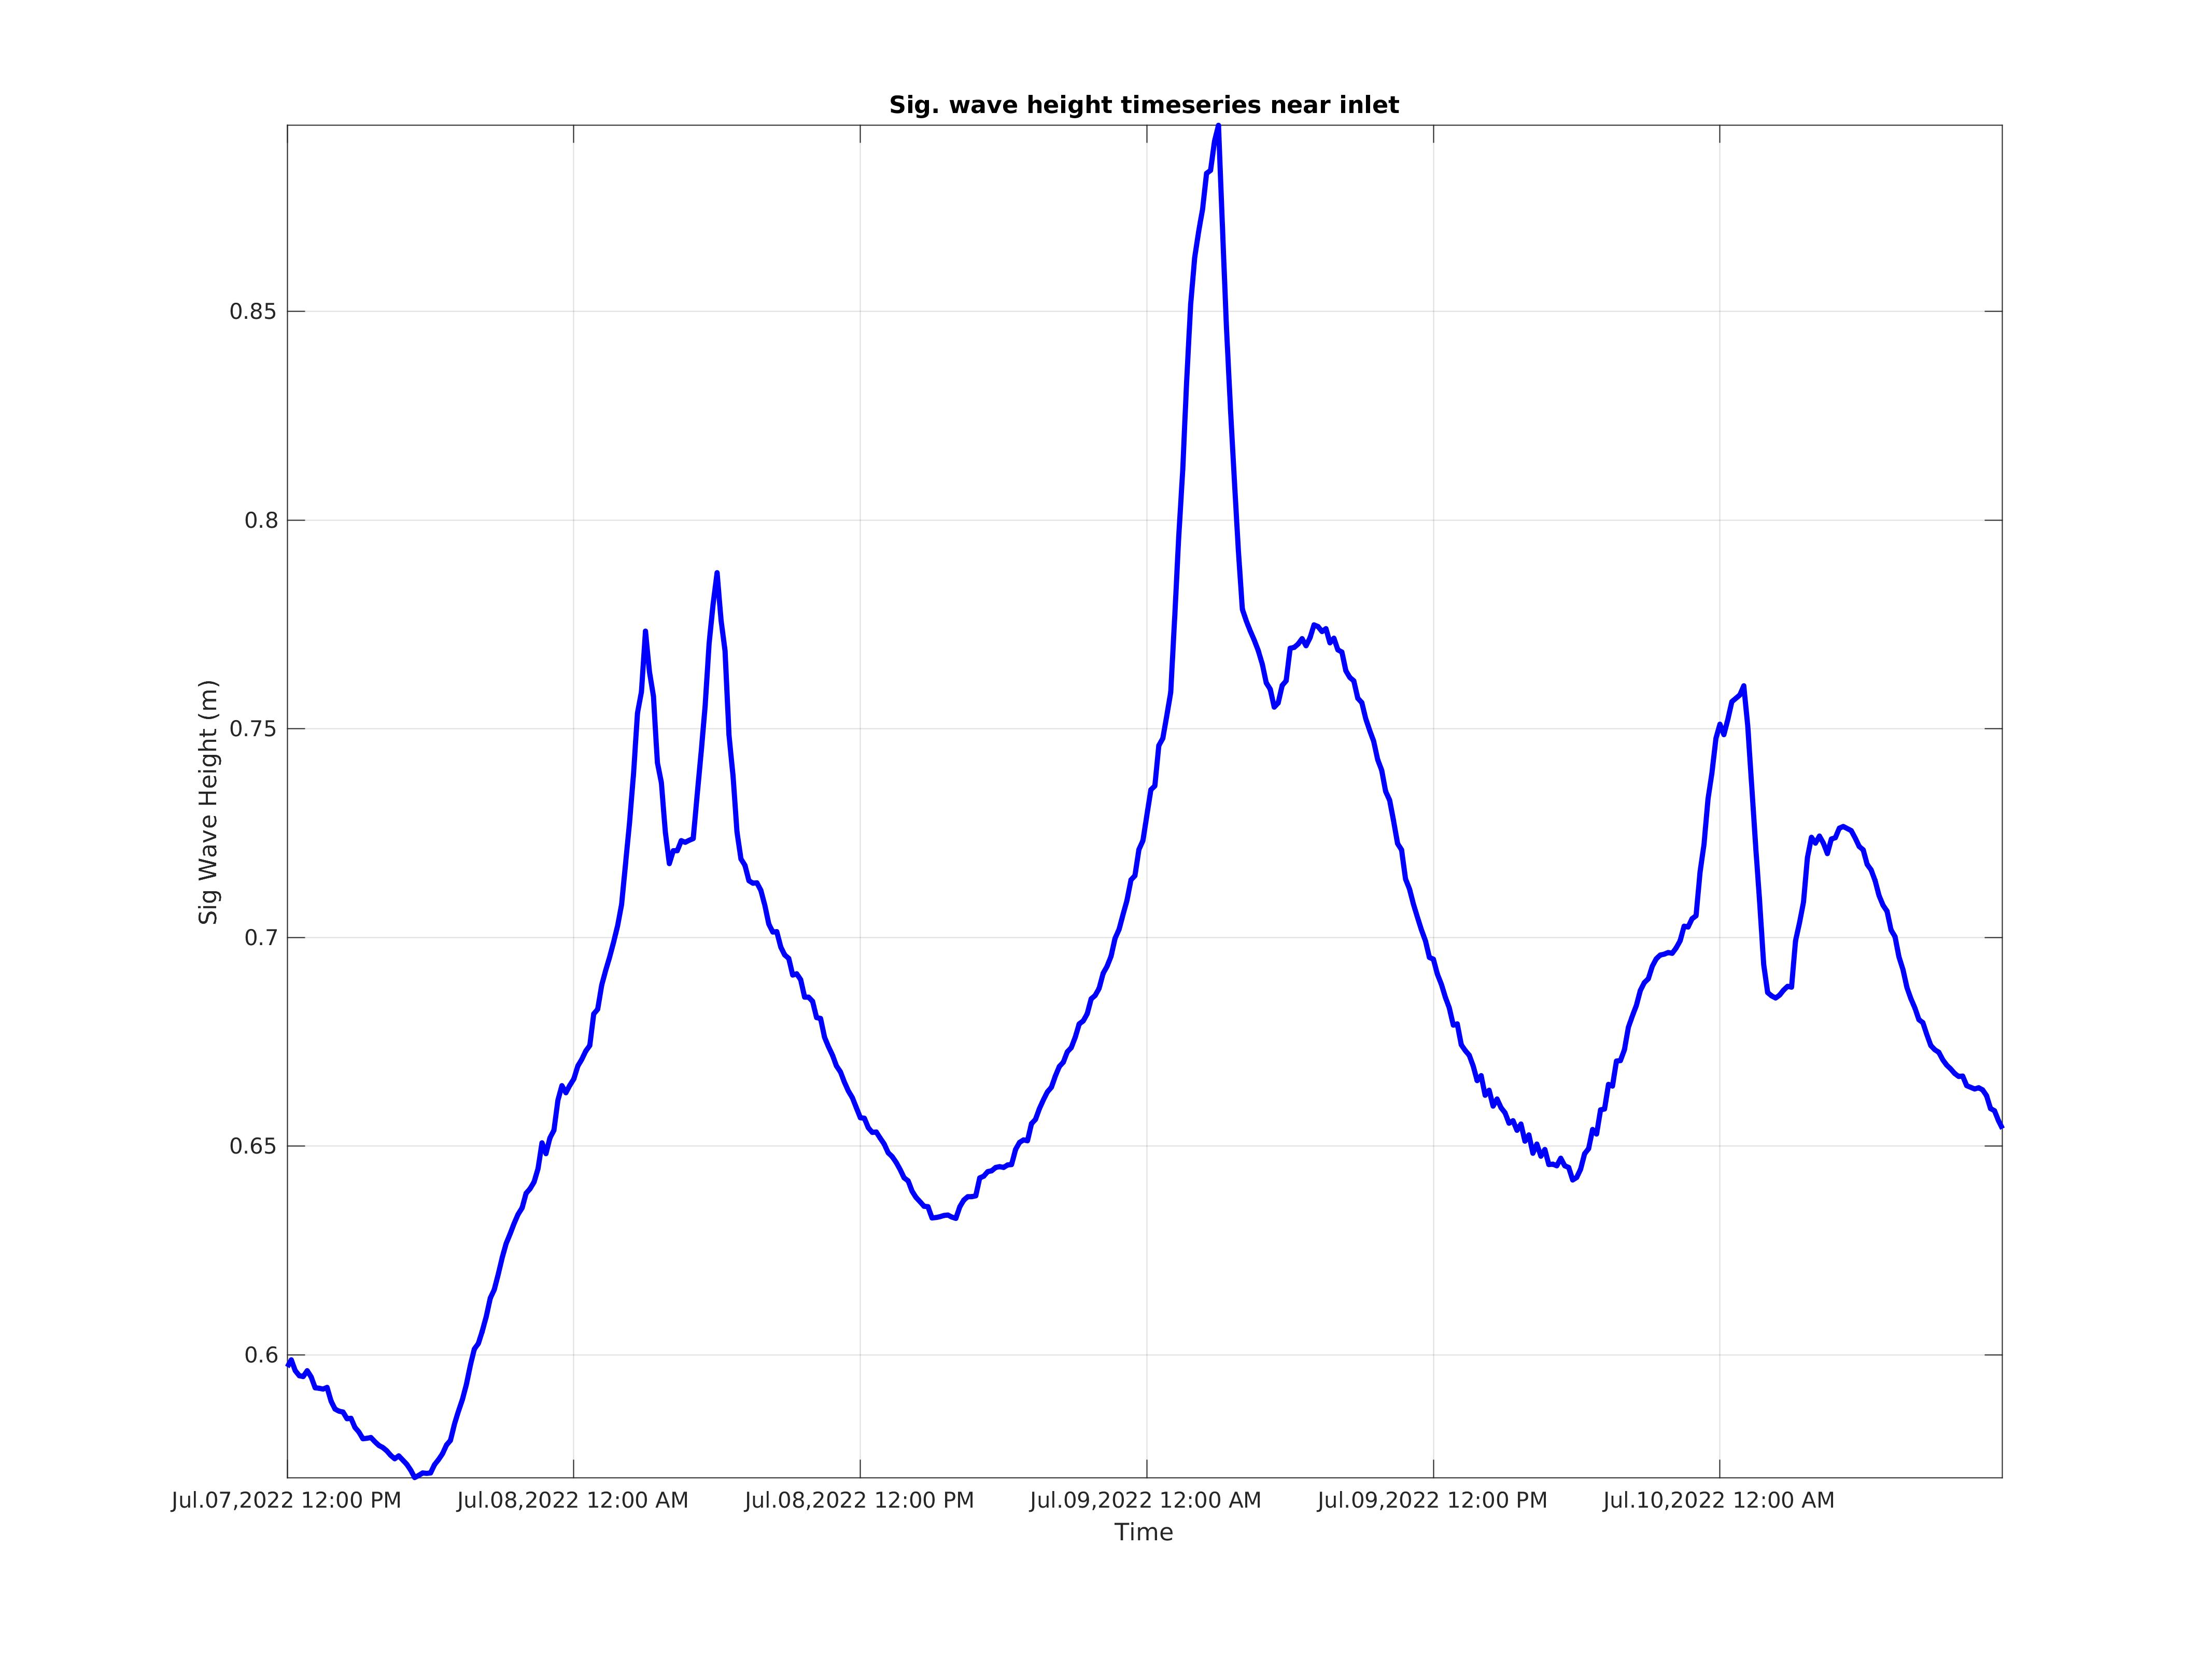 Sig. wave height timeseries near inlet
0.85
0.8
0.75
0.7
0.65
0.6
Sig Wave Height (m)
Jul.07,2022 12:00 PM
Jul.08,2022 12:00 AM
Jul.08,2022 12:00 PM
Jul.09,2022 12:00 AM
Jul.09,2022 12:00 PM
Jul.10,2022 12:00 AM
Time